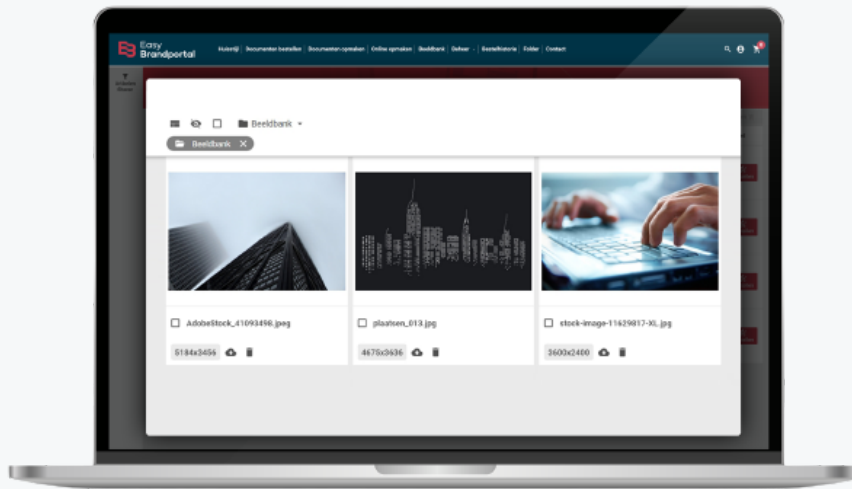 Easy
Brandportal
Huisstijl Documenten bestellen Documenten opmaken Online opmaken Beeldbank Beheer Bestelhistorie Folder Contact
Beeldbank
Beeldbank
AdobeStock_41093498.jpeg
plaatsen_013.jpg
stock-image-11629817-XL.jpg
5184x3456
4675x3636
3600x2400